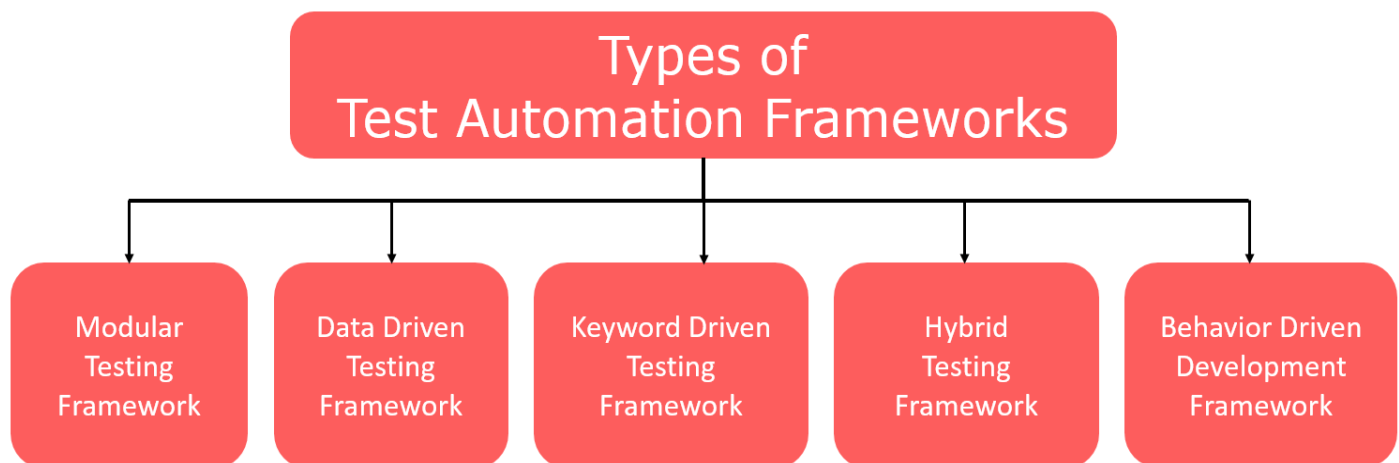 Types of
Test Automation Frameworks
Modular
Testing
Framework
Data Driven
Testing
Framework
Keyword Driven
Testing
Framework
Hybrid
Testing
Framework
Behavior Driven
Development
Framework